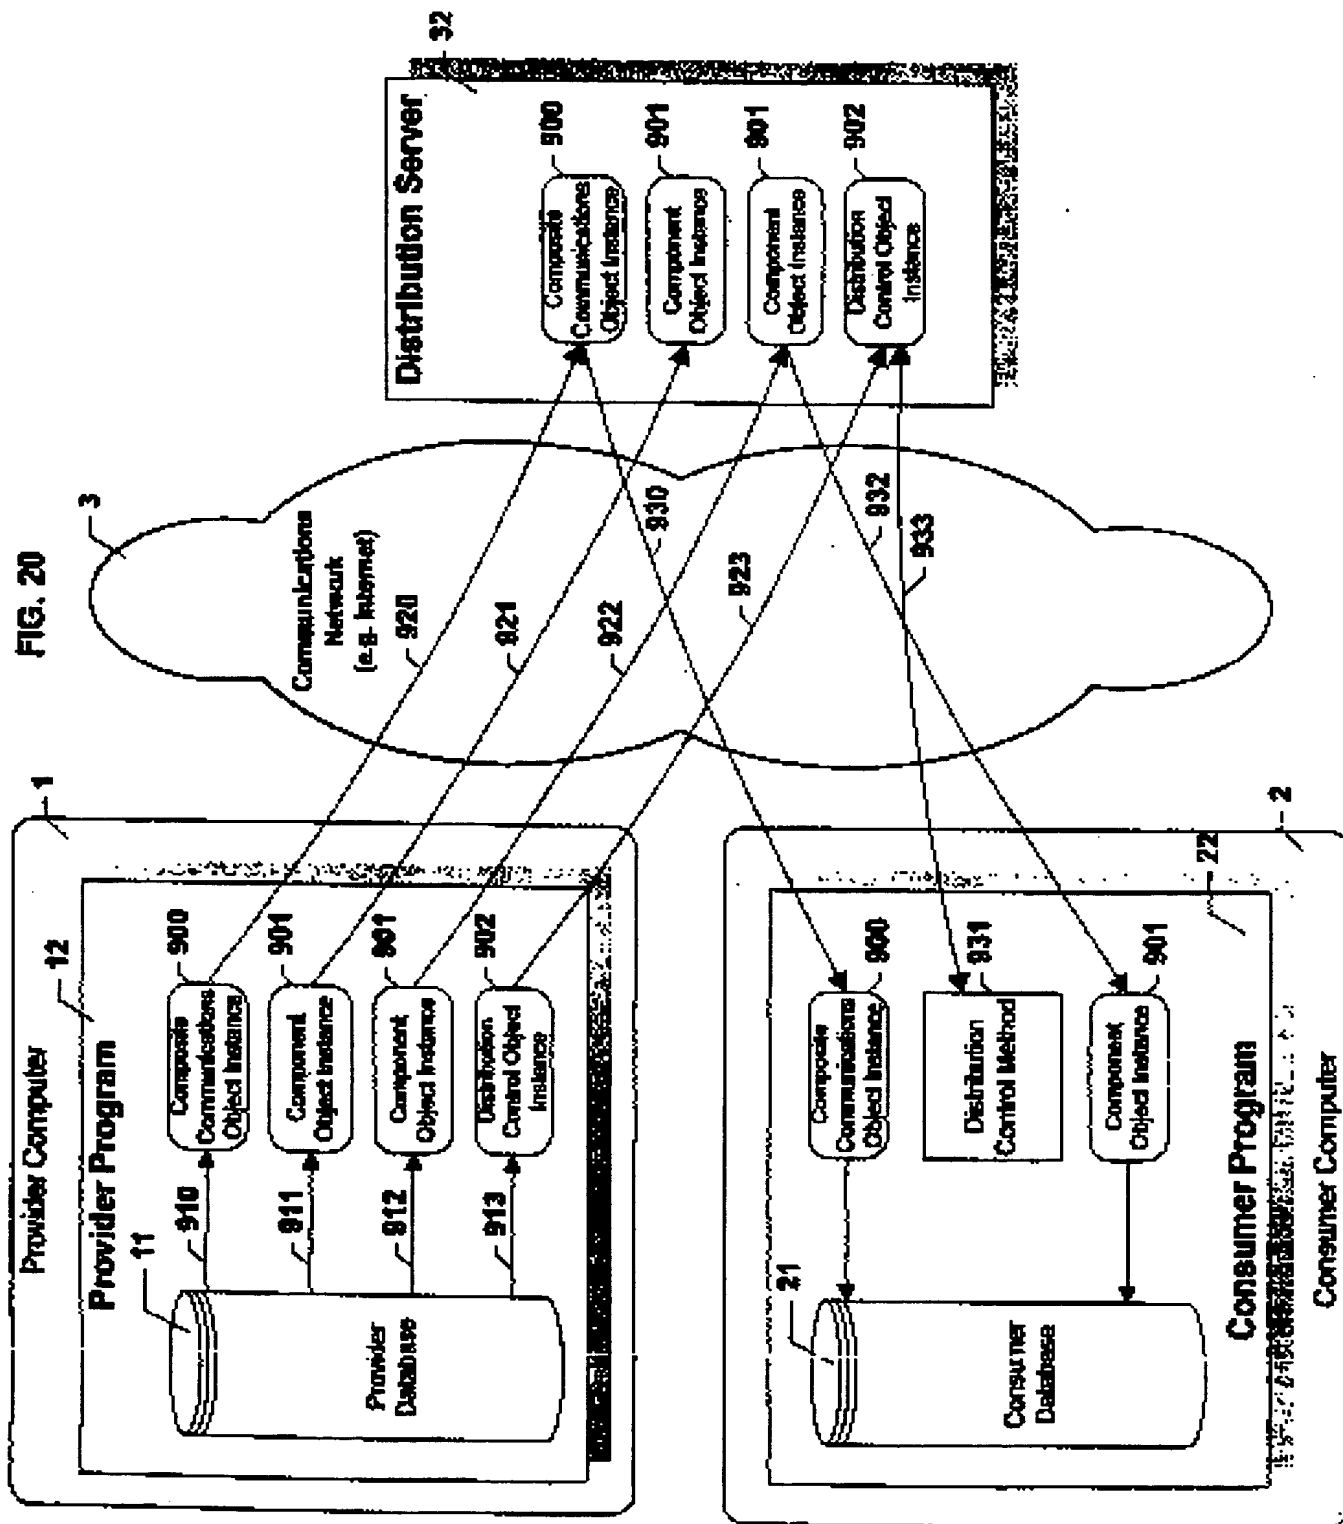 FIG. 20
Provider Computer
1
Provider Program
12
11
Provider
Database
910
911
912
913
Composite
Communications
Object Instance
900
Component
Object Instance
901
Component
Object Instance
901
Distribution
Control Object
Instance
902
3
Communications
Network
(e.g. Internet)
920
921
922
923
930
932
933
Distribution Server
32
Composite
Communications
Object Instance
900
Component
Object Instance
901
Component
Object Instance
901
Distribution
Control Object
Instance
902
21
Consumer
Database
Composite
Communications
Object Instance
900
Distribution
Control Method
931
Component
Object Instance
901
Consumer Program
22
Consumer Computer
2